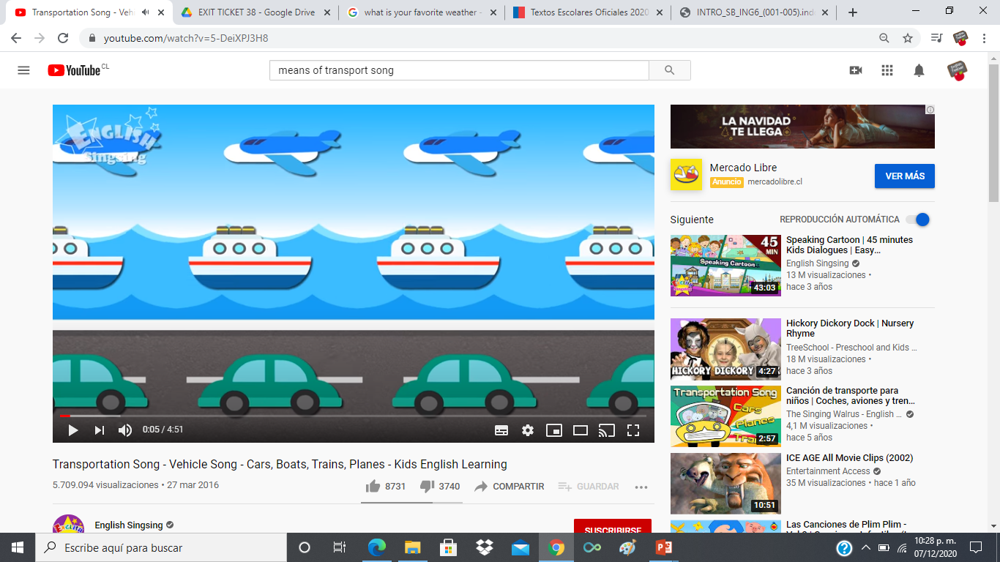 Transportation Song - Veh
EXIT TICKET 38 - Google Drive
what is your favorite weather -
Textos Escolares Oficiales 2020
INTRO_SB_ING6_(001-005).ind
youtube.com/watch?v=5-DeiXPJ3H8
YouTube CL
means of transport song
ENGLISH
Singsing
LA NAVIDAD
TE LLEGA
Mercado Libre
Anuncio mercadolibre.cl
VER MÁS
Siguiente
REPRODUCCIÓN AUTOMÁTICA
45
MIN
Speaking Cartoon
43:03
Speaking Cartoon | 45 minutes
Kids Dialogues | Easy...
English Singsing
13 M visualizaciones •
hace 3 años
HICKORY DICKORY
4:27
Hickory Dickory Dock | Nursery
Rhyme
TreeSchool - Preschool and Kids ...
18 M visualizaciones •
hace 3 años
Transportation Song
Cars
Planes
Trai
2:57
Canción de transporte para
niños | Coches, aviones y tren...
The Singing Walrus - English ...
4,1 M visualizaciones •
hace 5 años
10:51
ICE AGE All Movie Clips (2002)
Entertainment Access
35 M visualizaciones • hace 1 año
Las Canciones de Plim Plim -
0:05 / 4:51
Transportation Song - Vehicle Song - Cars, Boats, Trains, Planes - Kids English Learning
5.709.094 visualizaciones • 27 mar 2016
8731
3740
COMPARTIR
GUARDAR
English Singsing
SUSCRIBIRSE
Escribe aquí para buscar
10:28 p. m.
07/12/2020